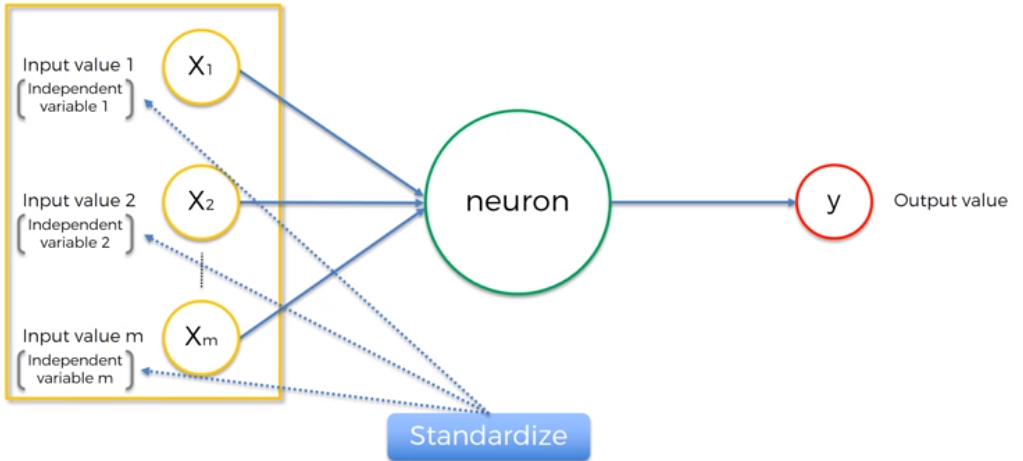 Input value 1
X1
Independent
variable 1
Input value 2
X2
neuron
y
Output value
Independent
variable 2
Input value m
Xm
Independent
variable m
Standardize